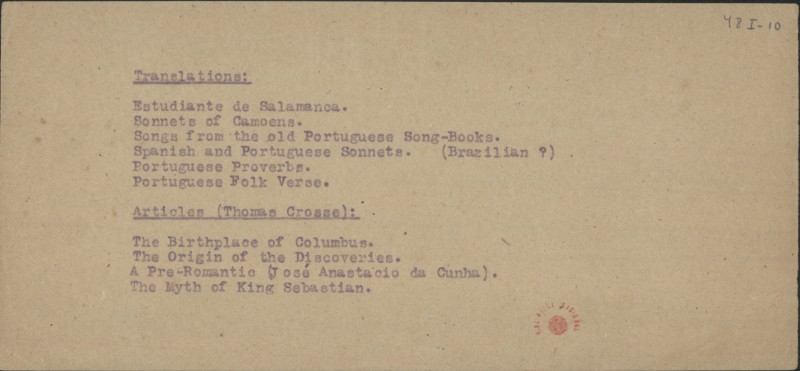 48 I-10
Translations:
Estudiante de Salamanca.
Sonnets of Camoens.
Songs from the old Portuguese Song-Books.
Spanish and Portuguese Sonnets. (Brazilian ?)
Portuguese Proverbs.
Portuguese Folk Verse.
Articles (Thomas Crosse):
The Birthplace of Columbus.
The Origin of the Discoveries.
A Pre-Romantic (José Anastacio da Cunha).
The Myth of King Sebastian.